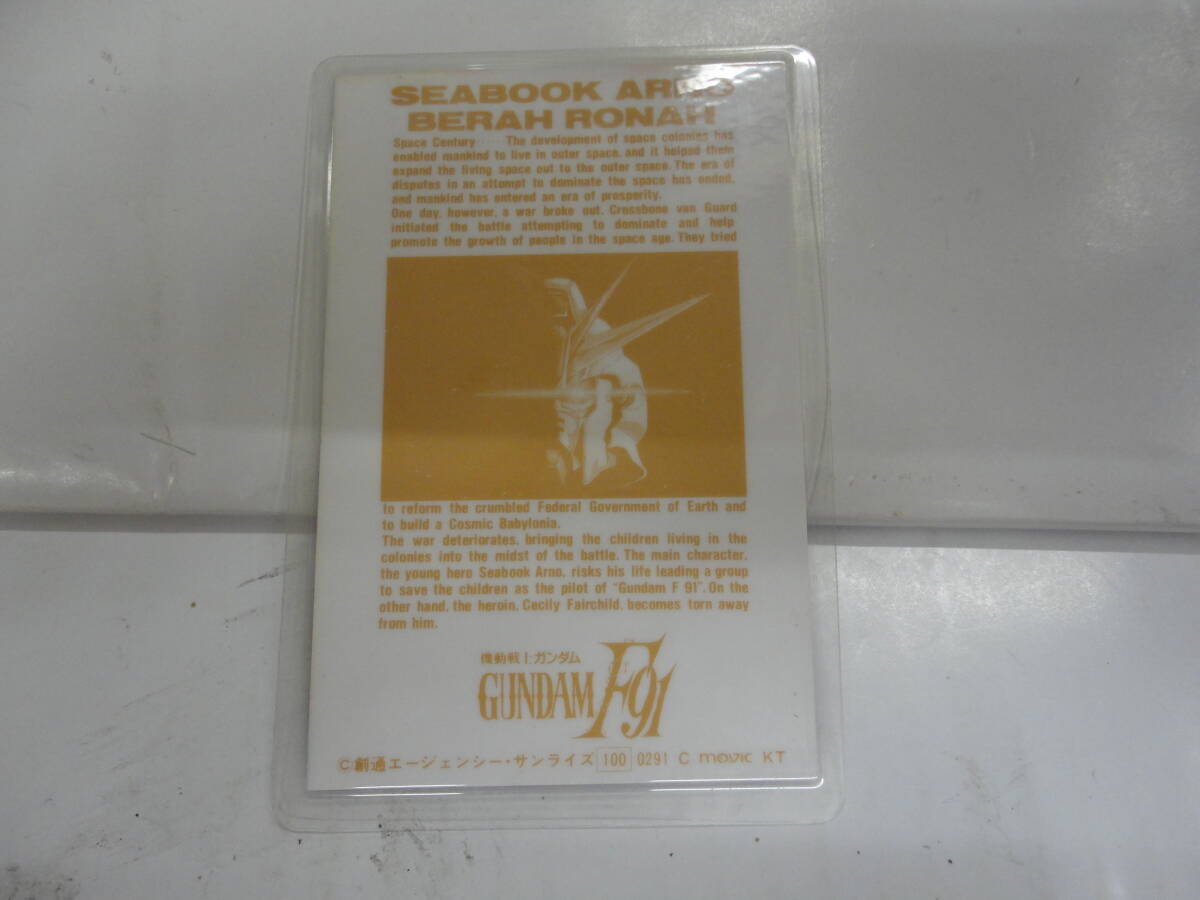 SEABOOK ARNO
BERAH RONAH
Space Century ····· The development of space colonies has
enabled mankind to live in outer space, and it helped them
expand the living space out to the outer space. The era of
disputes in an attempt to dominate the space has ended,
and mankind has entered an era of prosperity.
One day, however, a war broke out. Crossbone van Guard
initiated the battle attempting to dominate and help
promote the growth of people in the space age. They tried
to reform the crumbled Federal Government of Earth and
to build a Cosmic Babylonia.
The war deteriorates, bringing the children living in the
colonies into the midst of the battle. The main character,
the young hero Seabook Arno, risks his life leading a group
to save the children as the pilot of "Gundam F 91". On the
other hand, the heroin, Cecily Fairchild, becomes torn away
from him.
機動戦士ガンダム
GUNDAM F91
©創通エージェンシー・サンライズ 100 0291 C movic KT